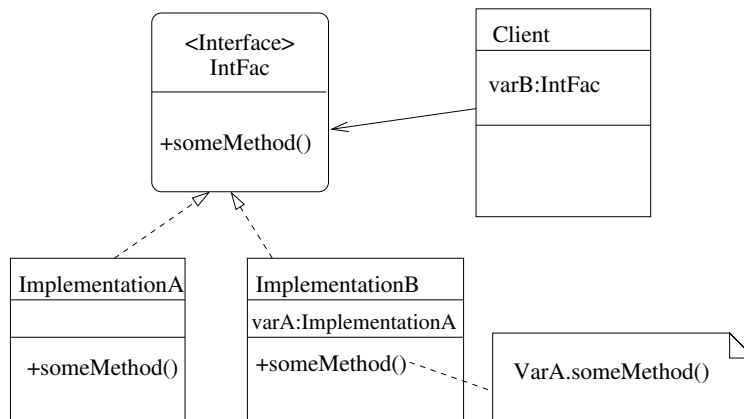 <Interface>
IntFac
+someMethod()
Client
varB:IntFac
ImplementationA
+someMethod()
ImplementationB
varA:ImplementationA
+someMethod()
VarA.someMethod()